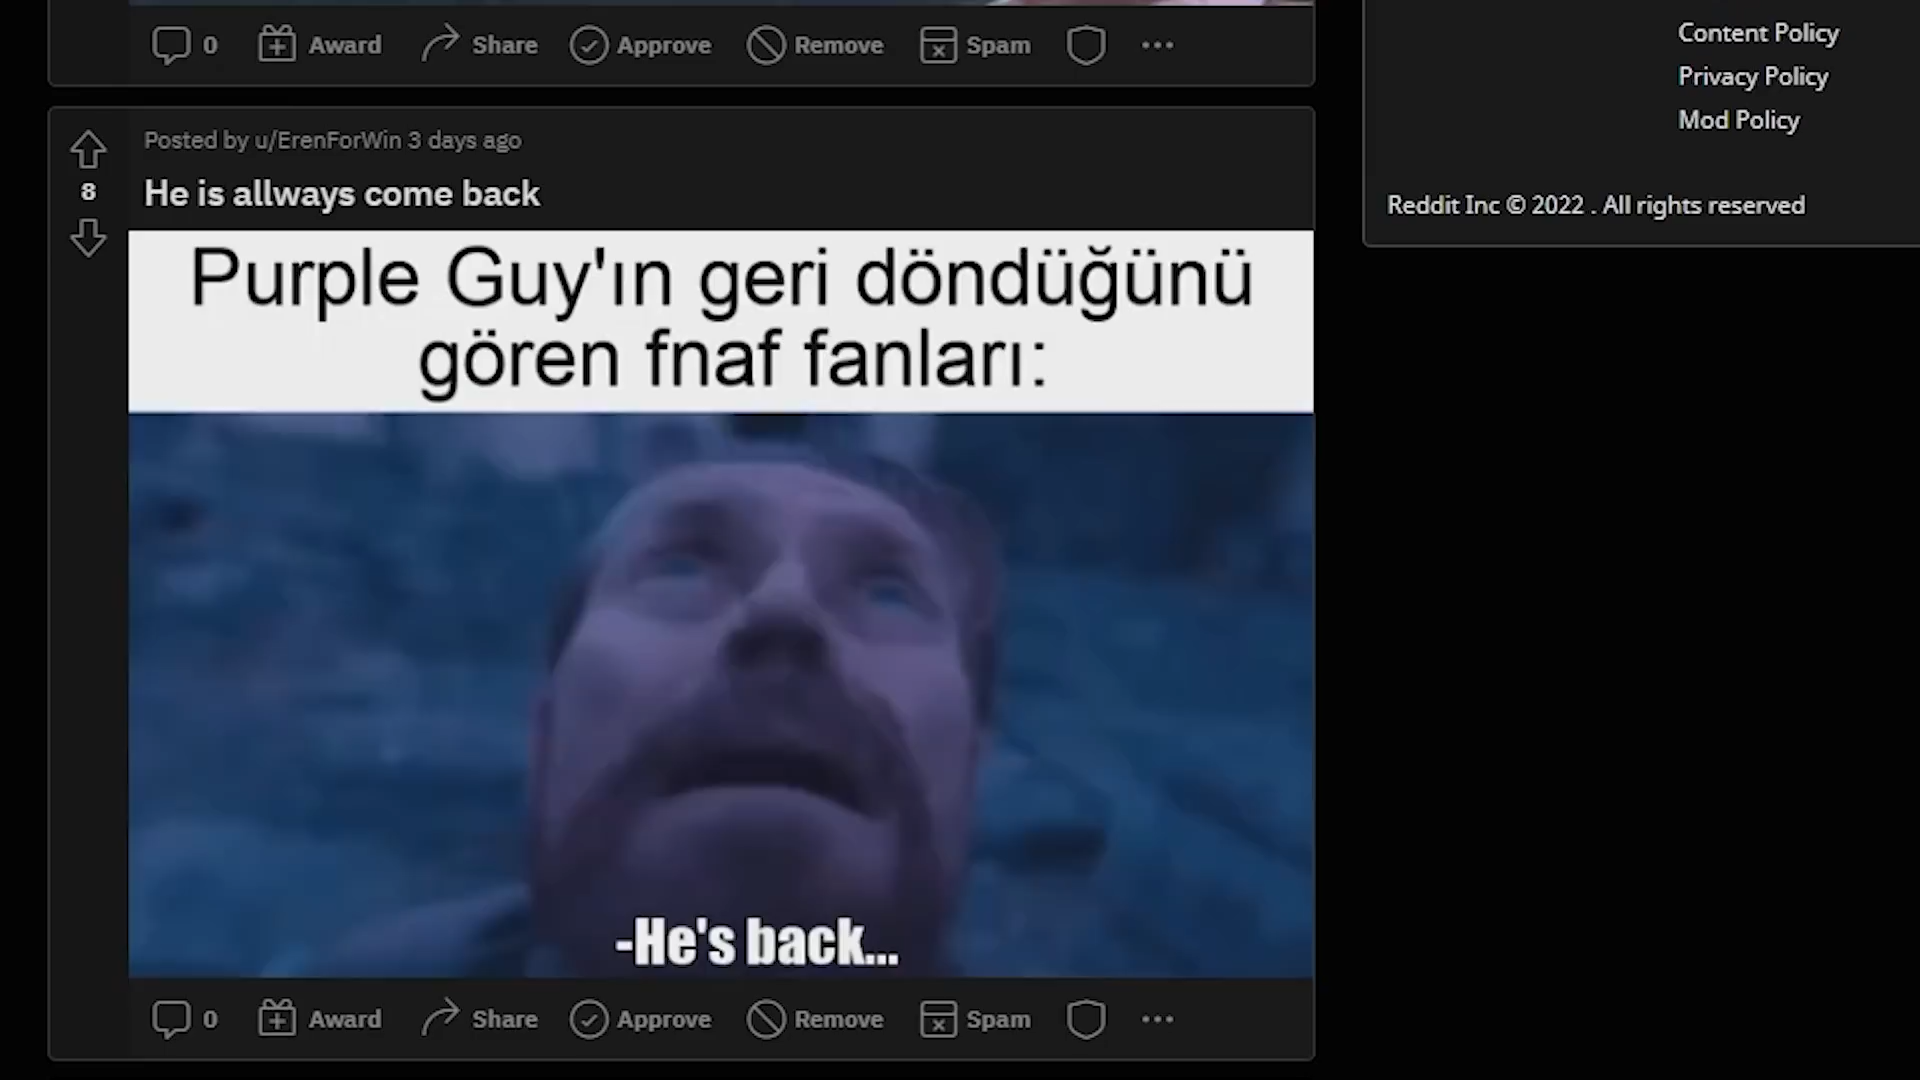 0 Award Share Approve Remove Spam
Content Policy
Privacy Policy
Mod Policy
Reddit Inc © 2022 . All rights reserved
Posted by u/ErenForWin 3 days ago
8
He is allways come back
Purple Guy'ın geri döndüğünü
gören fnaf fanları:
-He's back...
0 Award Share Approve Remove Spam